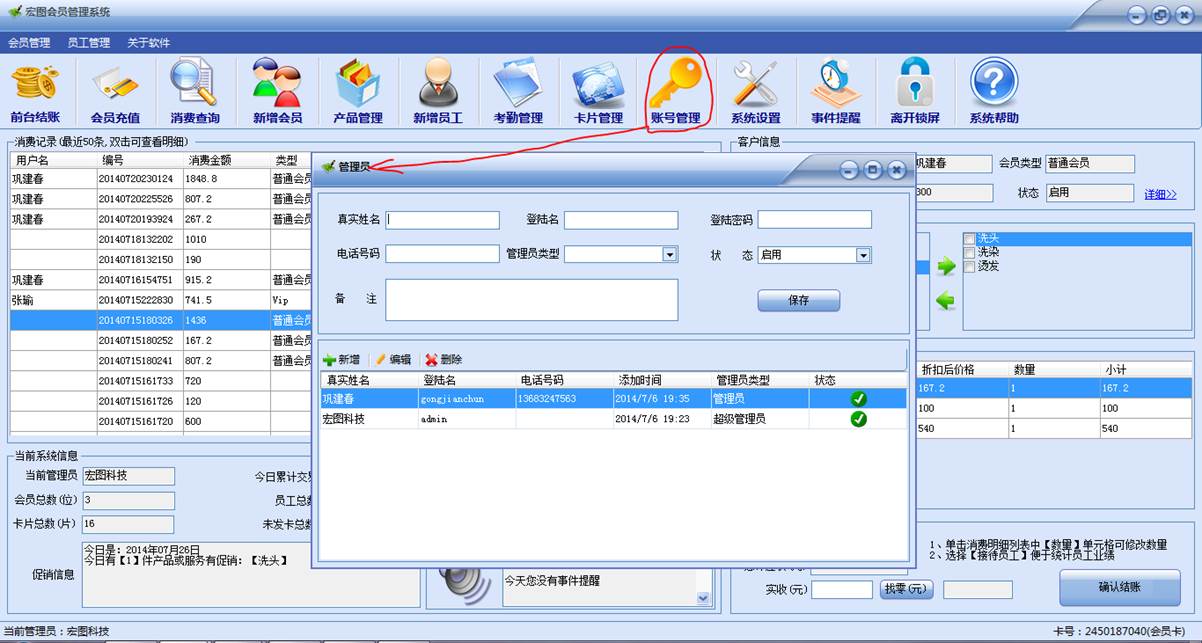 宏图会员管理系统
会员管理 员工管理 关于软件
前台结账 会员充值 消费查询 新增会员 产品管理 新增员工 考勤管理 卡片管理 账号管理 系统设置 事件提醒 离开锁屏 系统帮助
消费记录(最近50条,双击可查看明细)
用户名 编号 消费金额 类型
巩建春 20140720230124 1848.8 普通会员
巩建春 20140720225526 807.2 普通会员
巩建春 20140720193924 267.2 普通会员
20140718132202 1010
20140718132150 190
巩建春 20140716154751 915.2 普通会员
张瑜 20140715222830 741.5 Vip
20140715180326 1436 普通会员
20140715180252 167.2 普通会员
20140715180241 807.2 普通会员
20140715161733 720
20140715161726 120
20140715161720 600
客户信息
巩建春 会员类型 普通会员
300 状态 启用 详细>>
洗头
洗染
烫发
管理员
真实姓名 登陆名 登陆密码
电话号码 管理员类型 状 态 启用
备 注 保存
新增 编辑 删除
真实姓名 登陆名 电话号码 添加时间 管理员类型 状态
巩建春 gongjianchun 13683247563 2014/7/6 19:35 管理员
宏图科技 admin 2014/7/6 19:23 超级管理员
折扣后价格 数量 小计
167.2 1 167.2
100 1 100
540 1 540
当前系统信息
当前管理员 宏图科技 今日累计交易
会员总数(位) 3 员工总数
卡片总数(片) 16 未发卡总数
促销信息
今日是：2014年07月26日
今日有【1】件产品或服务有促销：【洗头】
今天您没有事件提醒
1、单击消费明细列表中【数量】单元格可修改数量
2、选择【接待员工】便于统计员工业绩
实收(元) 找零(元) 确认结账
当前管理员：宏图科技 卡号：2450187040(会员卡)